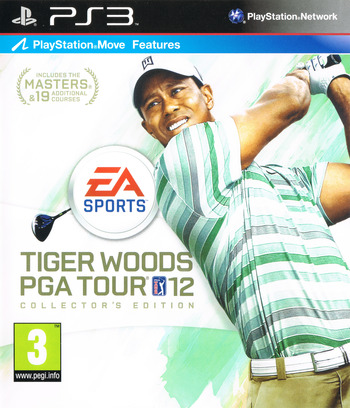 PS3
PlayStation®Network
PlayStation®Move Features
INCLUDES THE
MASTERS®
&19 ADDITIONAL
COURSES
EA
SPORTS™
TIGER WOODS
PGA TOUR 12
COLLECTOR'S EDITION
3
www.pegi.info